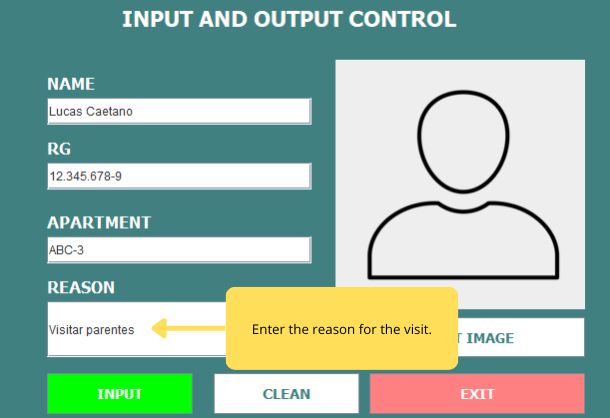 INPUT AND OUTPUT CONTROL
NAME
Lucas Caetano
RG
12.345.678-9
APARTMENT
ABC-3
REASON
Visitar parentes
Enter the reason for the visit.
IMAGE
INPUT
CLEAN
EXIT